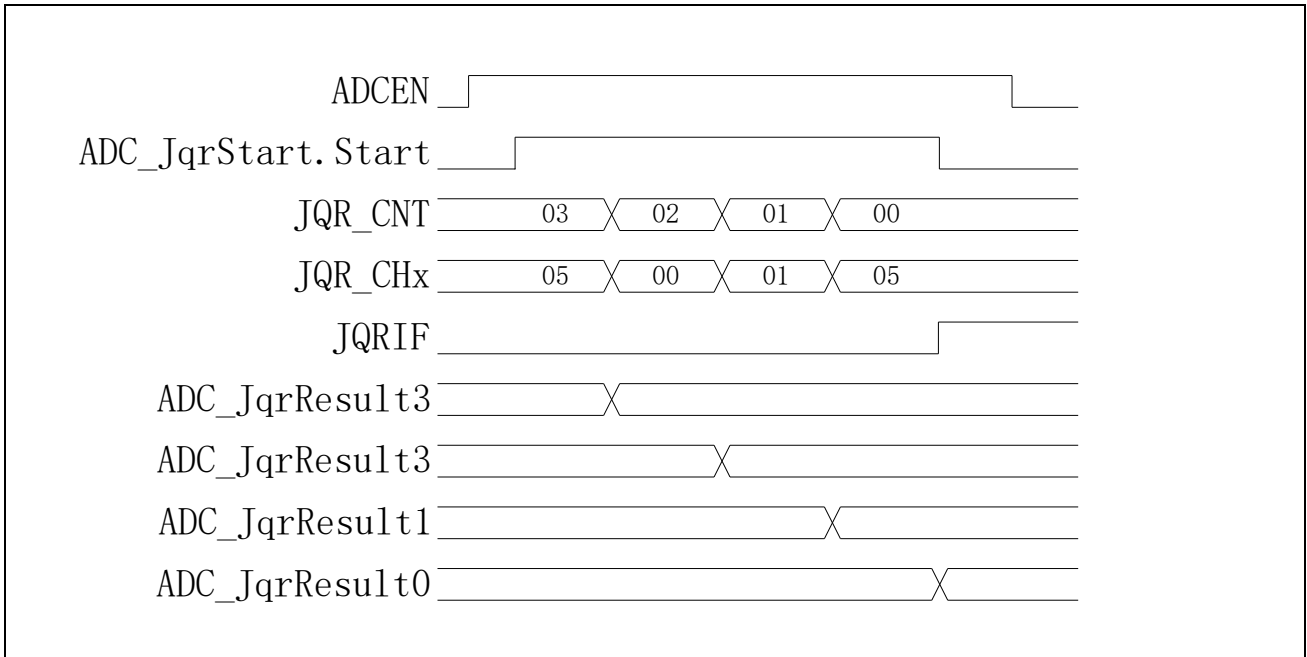 ADCEN
ADC_JqrStart.Start
JQR_CNT 03 02 01 00
JQR_CHx 05 00 01 05
JQRIF
ADC_JqrResult3
ADC_JqrResult3
ADC_JqrResult1
ADC_JqrResult0